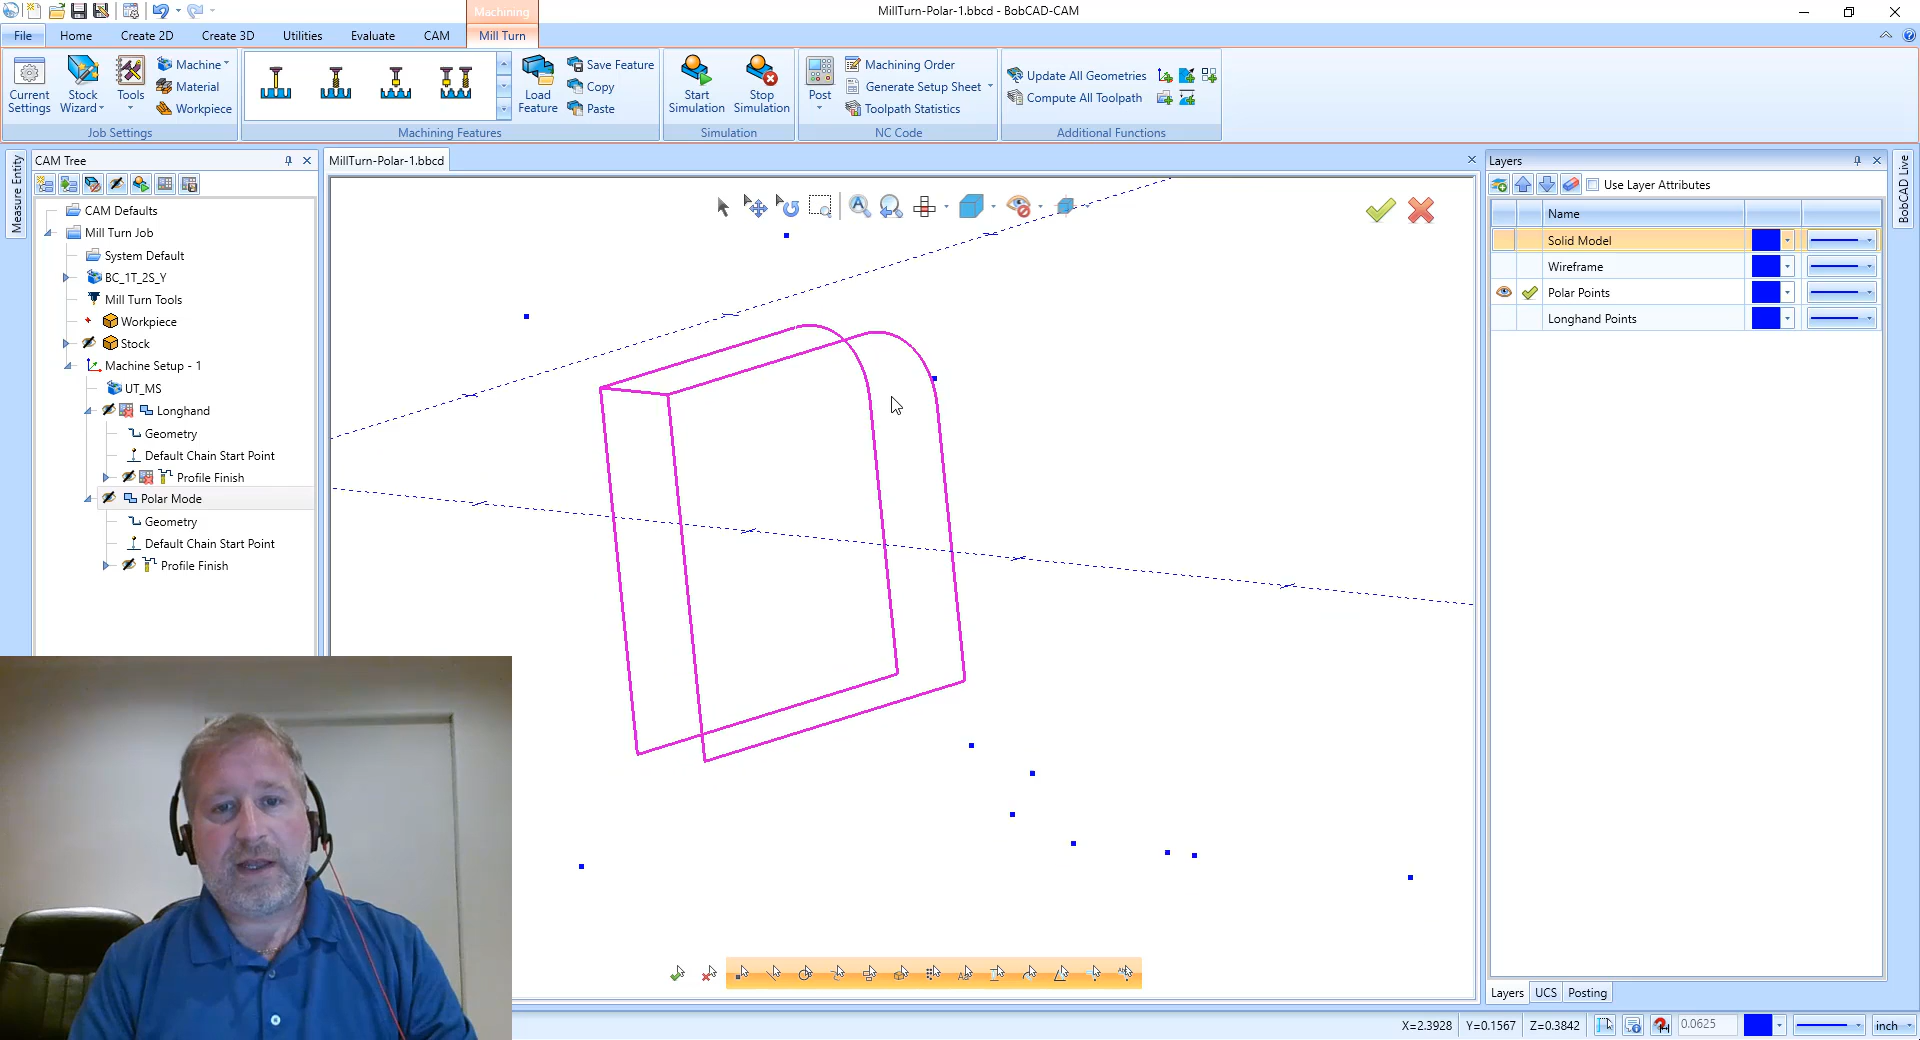 MillTurn-Polar-1.bbcd - BobCAD-CAM
Machining
File Home Create 2D Create 3D Utilities Evaluate CAM Mill Turn
Current Settings
Stock Wizard
Tools
Machine
Material
Workpiece
Job Settings
Load Feature
Save Feature
Copy
Paste
Machining Features
Start Simulation
Stop Simulation
Simulation
Post
Machining Order
Generate Setup Sheet
Toolpath Statistics
NC Code
Update All Geometries
Compute All Toolpath
Additional Functions
Measure Entity
CAM Tree
CAM Defaults
Mill Turn Job
System Default
BC_1T_2S_Y
Mill Turn Tools
Workpiece
Stock
Machine Setup - 1
UT_MS
Longhand
Geometry
Default Chain Start Point
Profile Finish
Polar Mode
Geometry
Default Chain Start Point
Profile Finish
MillTurn-Polar-1.bbcd
Layers
Use Layer Attributes
Name
Solid Model
Wireframe
Polar Points
Longhand Points
Layers UCS Posting
BobCAD Live
X=2.3928 Y=0.1567 Z=0.3842 0.0625 inch